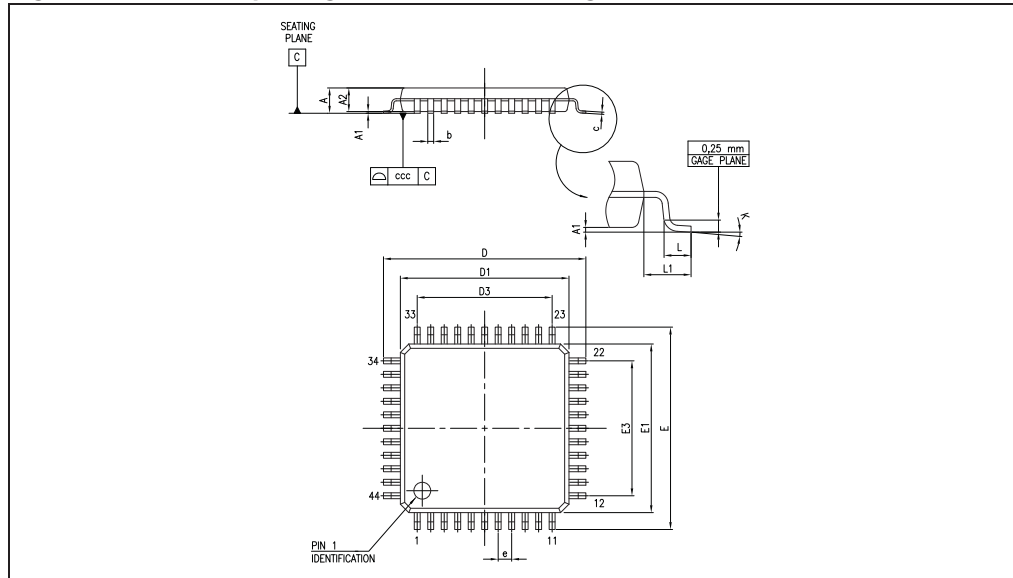 SEATING
PLANE
C
A
A2
A1
b
c
ccc C
0,25 mm
GAGE PLANE
A1
K
L
L1
D
D1
D3
33
23
34
22
E3
E1
E
44
12
PIN 1
IDENTIFICATION
1
11
e